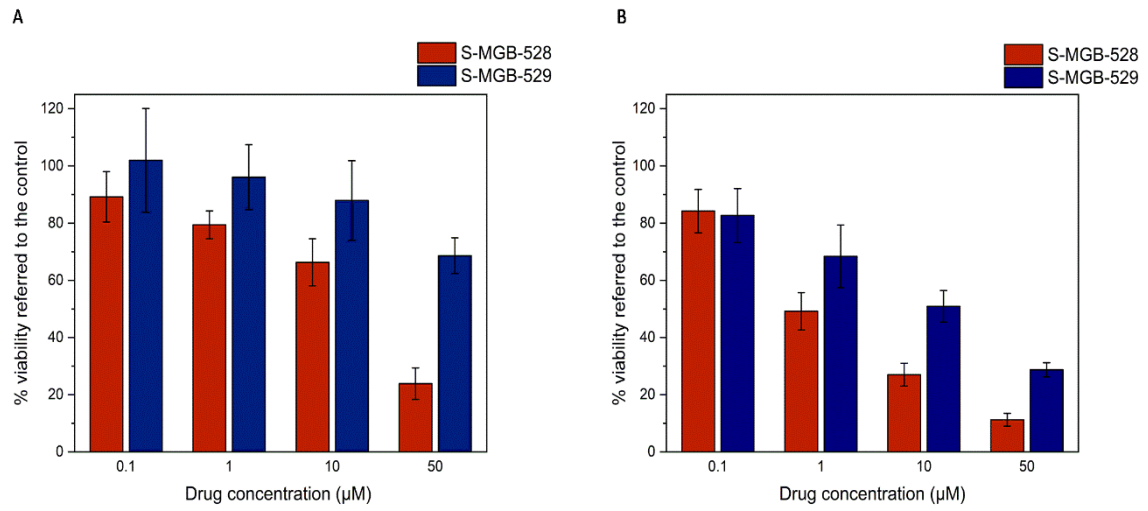 A
S-MGB-528
S-MGB-529
120
100
80
60
40
20
0
% viability referred to the control
0.1 1 10 50
Drug concentration (µM)
B
S-MGB-528
S-MGB-529
120
100
80
60
40
20
0
% viability referred to the control
0.1 1 10 50
Drug concentration (µM)